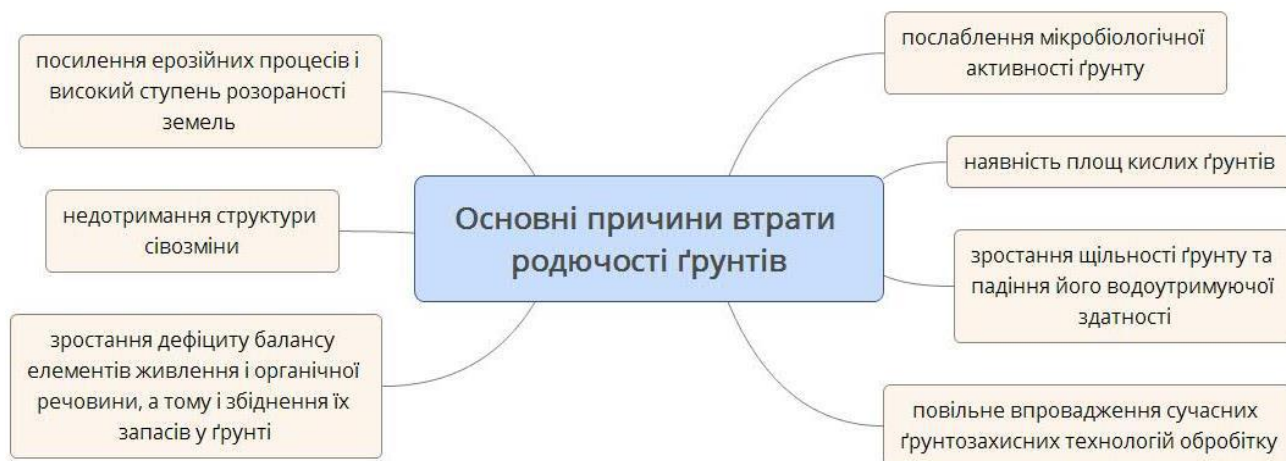 посилення ерозійних процесів і
високий ступень розораності
земель
недотримання структури
сівозміни
зростання дефіциту балансу
елементів живлення і органічної
речовини, а тому і збіднення їх
запасів у ґрунті
Основні причини втрати
родючості ґрунтів
послаблення мікробіологічної
активності ґрунту
наявність площ кислих ґрунтів
зростання щільності ґрунту та
падіння його водоутримуючої
здатності
повільне впровадження сучасних
ґрунтозахисних технологій обробітку